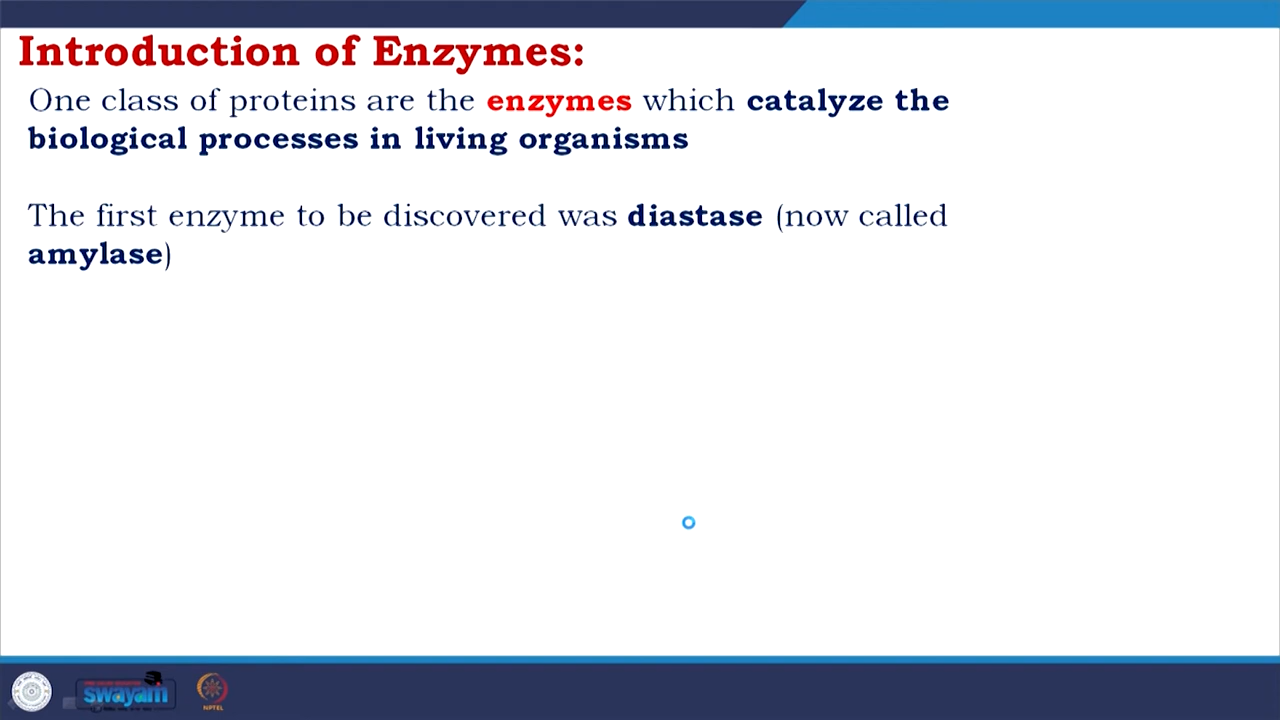 Introduction of Enzymes:
One class of proteins are the enzymes which catalyze the
biological processes in living organisms
The first enzyme to be discovered was diastase (now called
amylase)
swayam
NPTEL